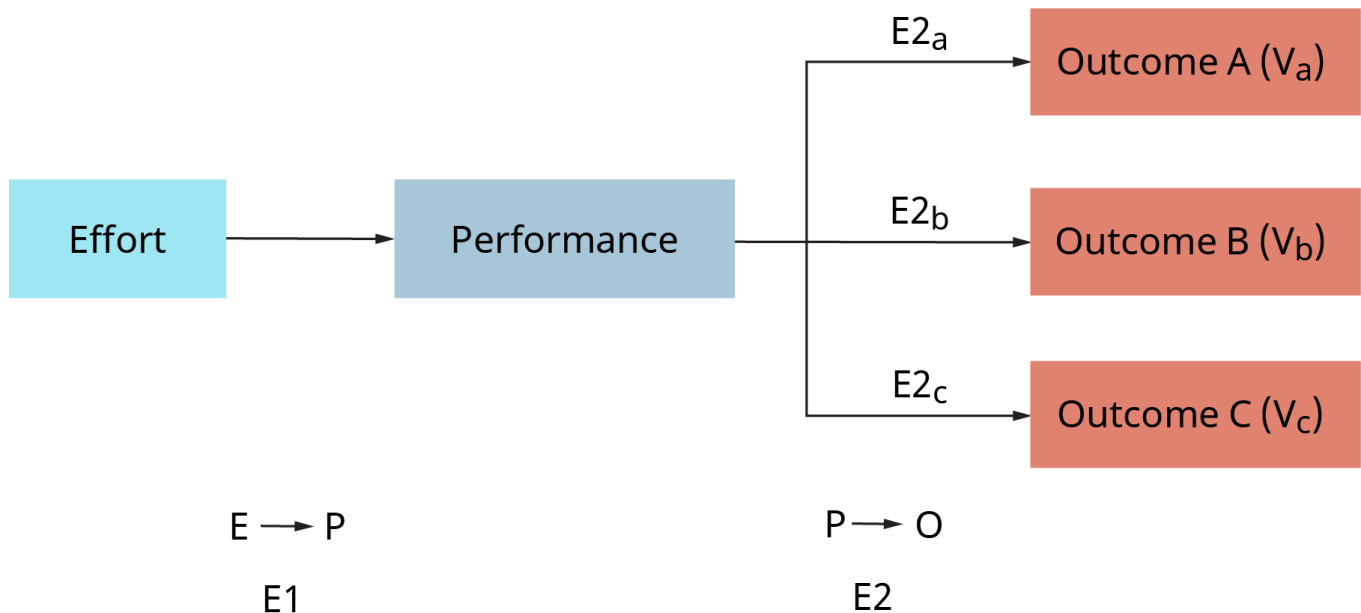 E2a
Outcome A (Va)
Effort
Performance
E2b
Outcome B (Vb)
E2c
Outcome C (Vc)
E → P
P → O
E1
E2